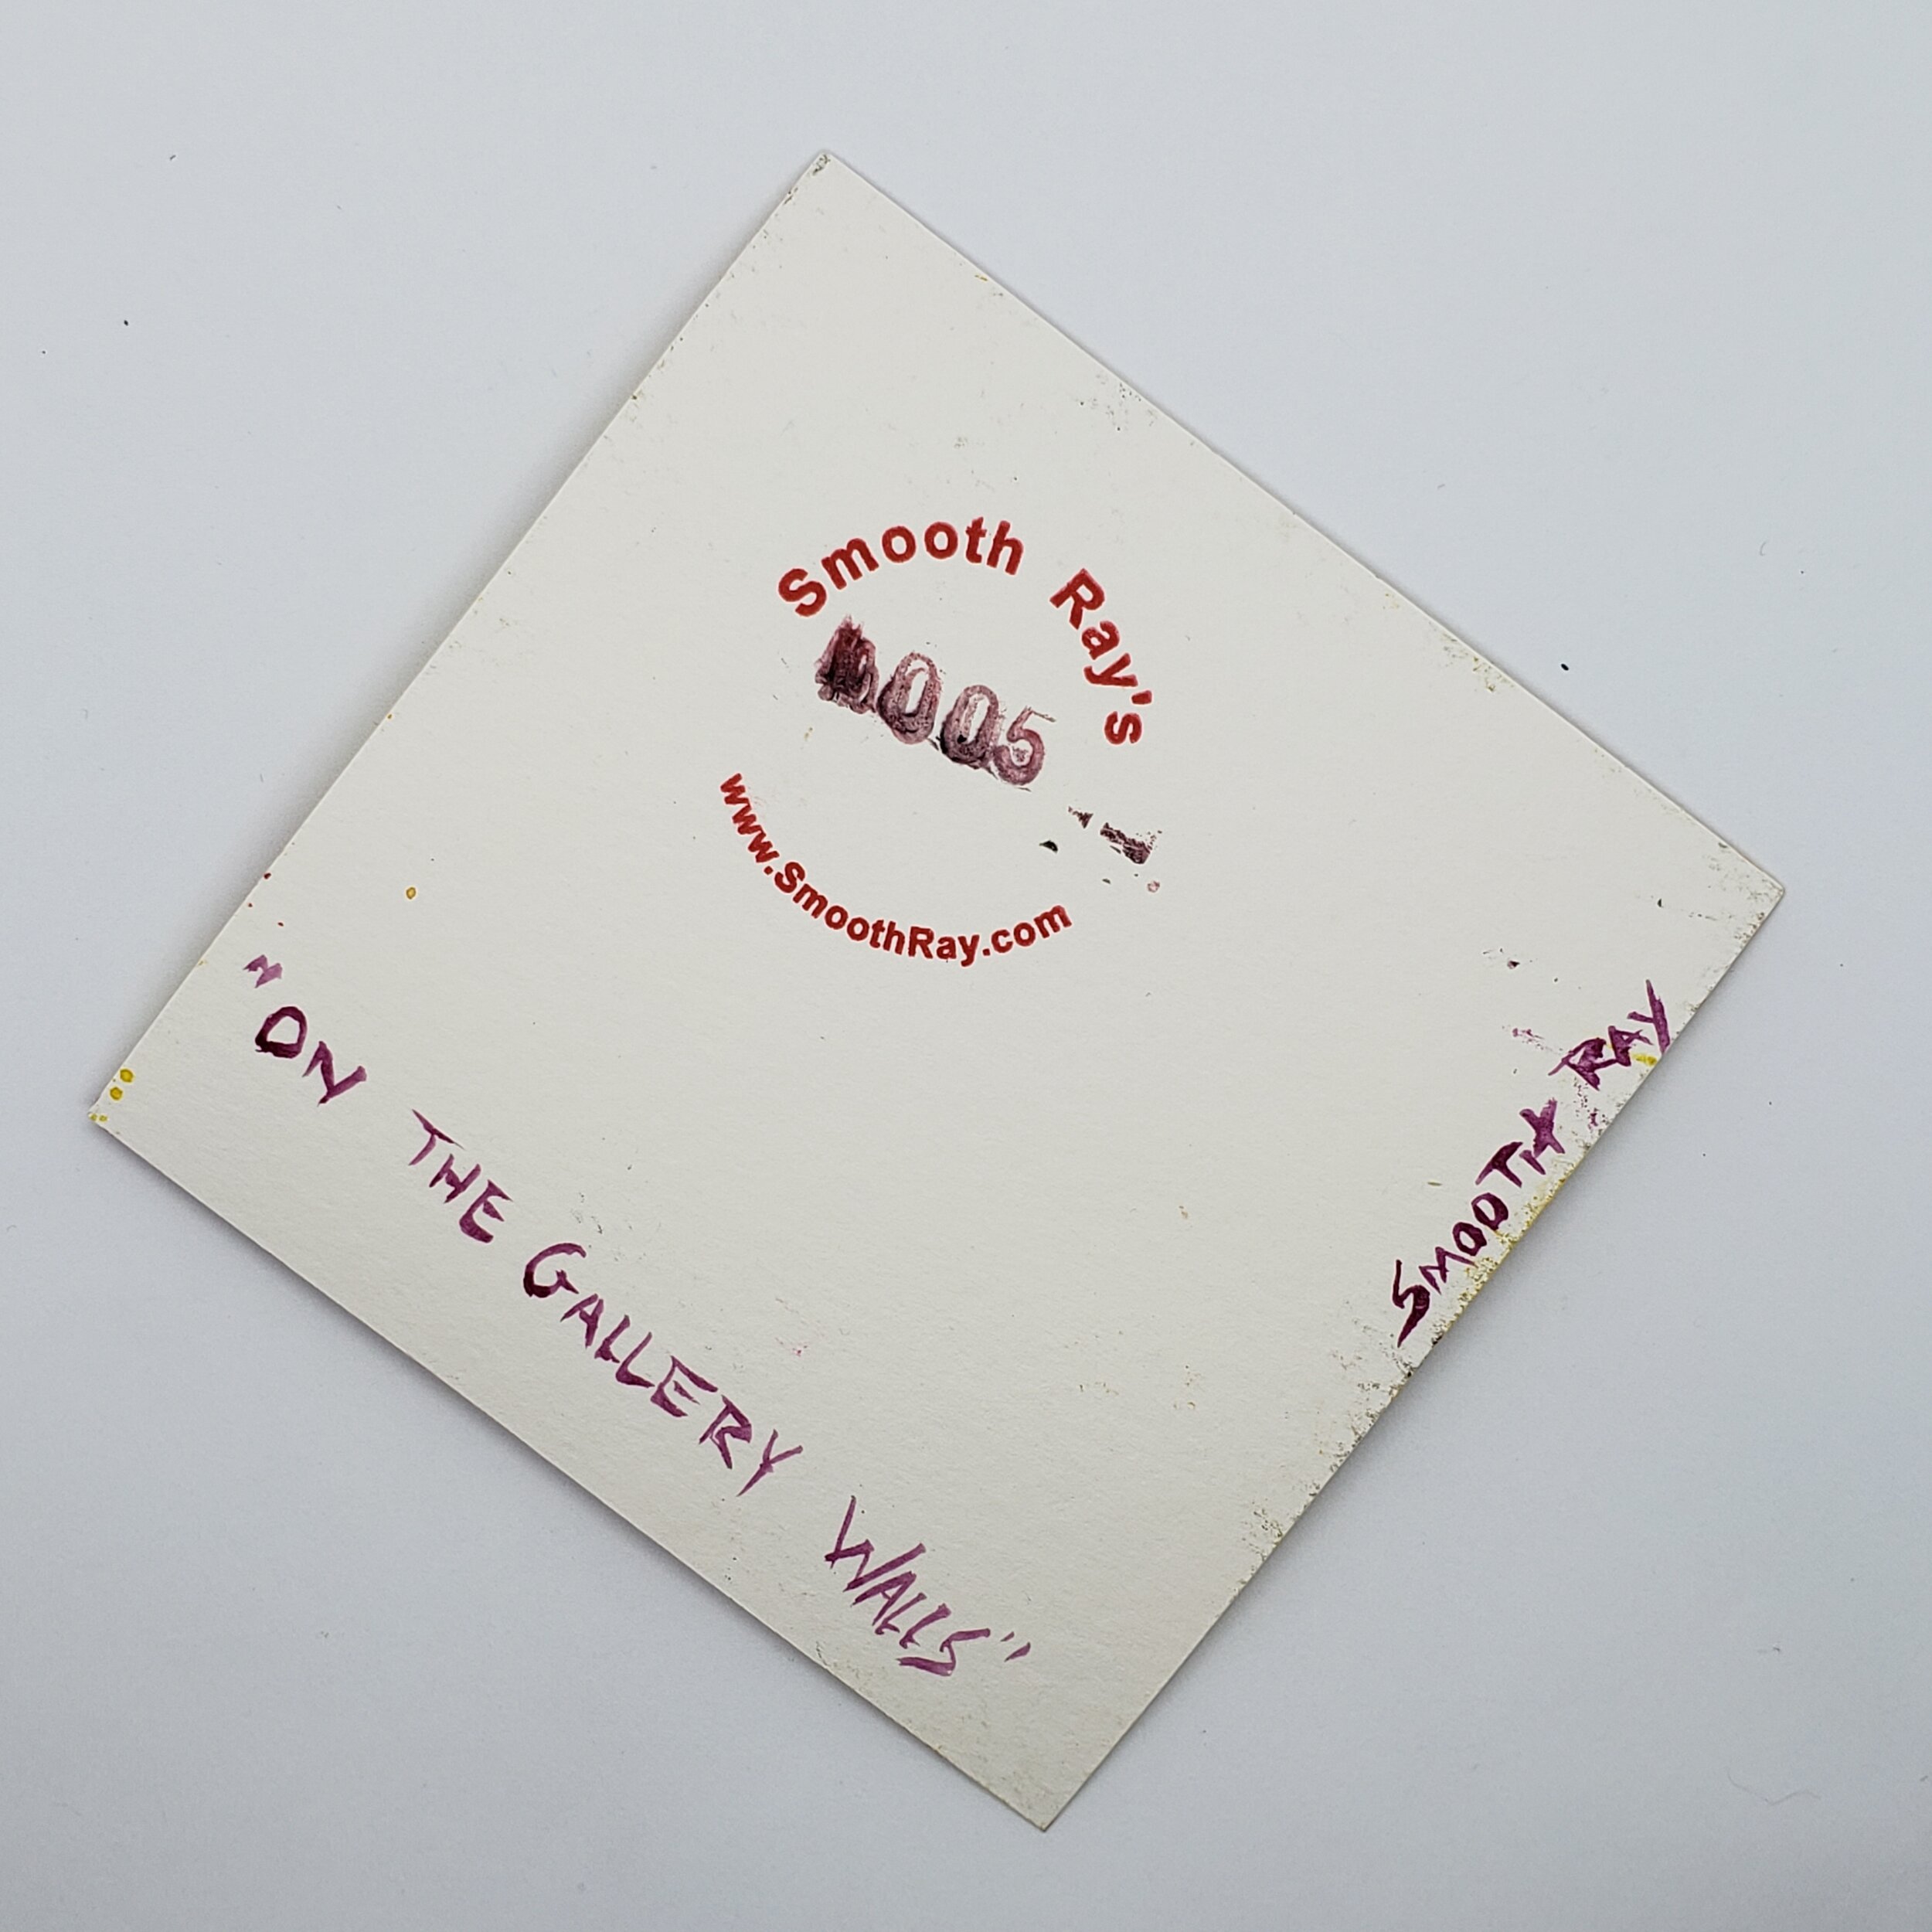 Smooth Ray's
0005
www.SmoothRay.com
"ON THE GALLERY WALLS"
SMOOTH RAY